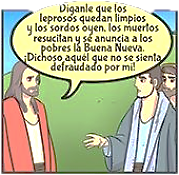 Díganle que los
leprosos quedan limpios
y los sordos oyen, los muertos
resucitan y se anuncia a los
pobres la Buena Nueva.
¡Dichoso aquél que no se sienta
defraudado por mí!